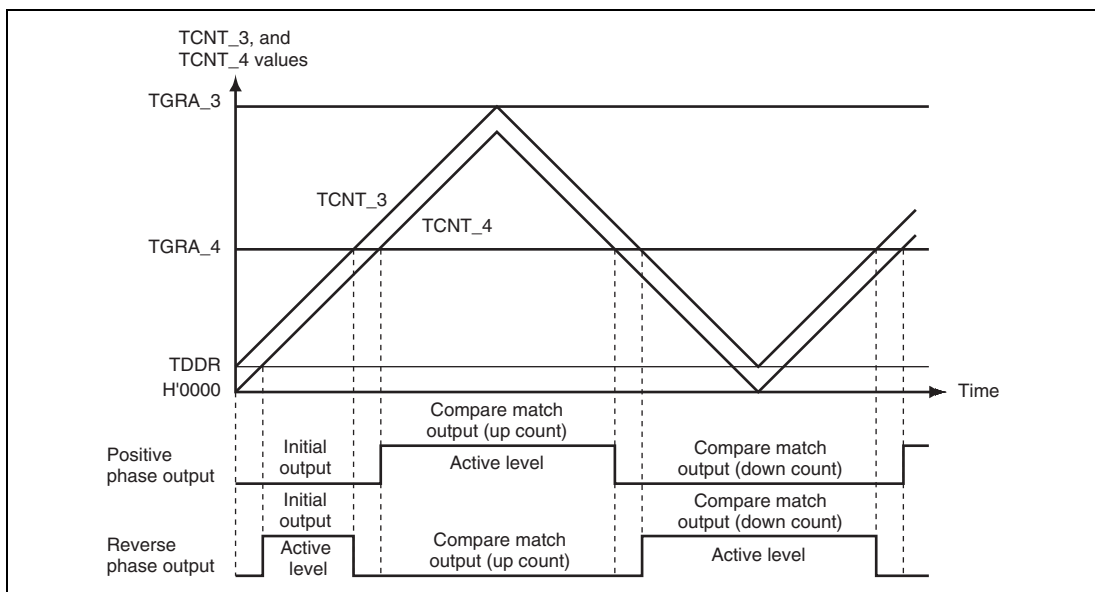 TCNT_3, and
TCNT_4 values
TGRA_3
TCNT_3
TCNT_4
TGRA_4
TDDR
H'0000
Time
Positive
phase output
Initial
output
Compare match
output (up count)
Active level
Compare match
output (down count)
Reverse
phase output
Initial
output
Active
level
Compare match
output (up count)
Compare match
output (down count)
Active level